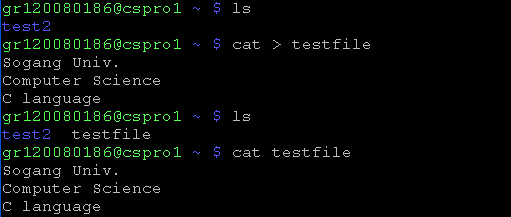 gr120080186@cspro1 ~ $ ls
test2
gr120080186@cspro1 ~ $ cat > testfile
Sogang Univ.
Computer Science
C language
gr120080186@cspro1 ~ $ ls
test2  testfile
gr120080186@cspro1 ~ $ cat testfile
Sogang Univ.
Computer Science
C language